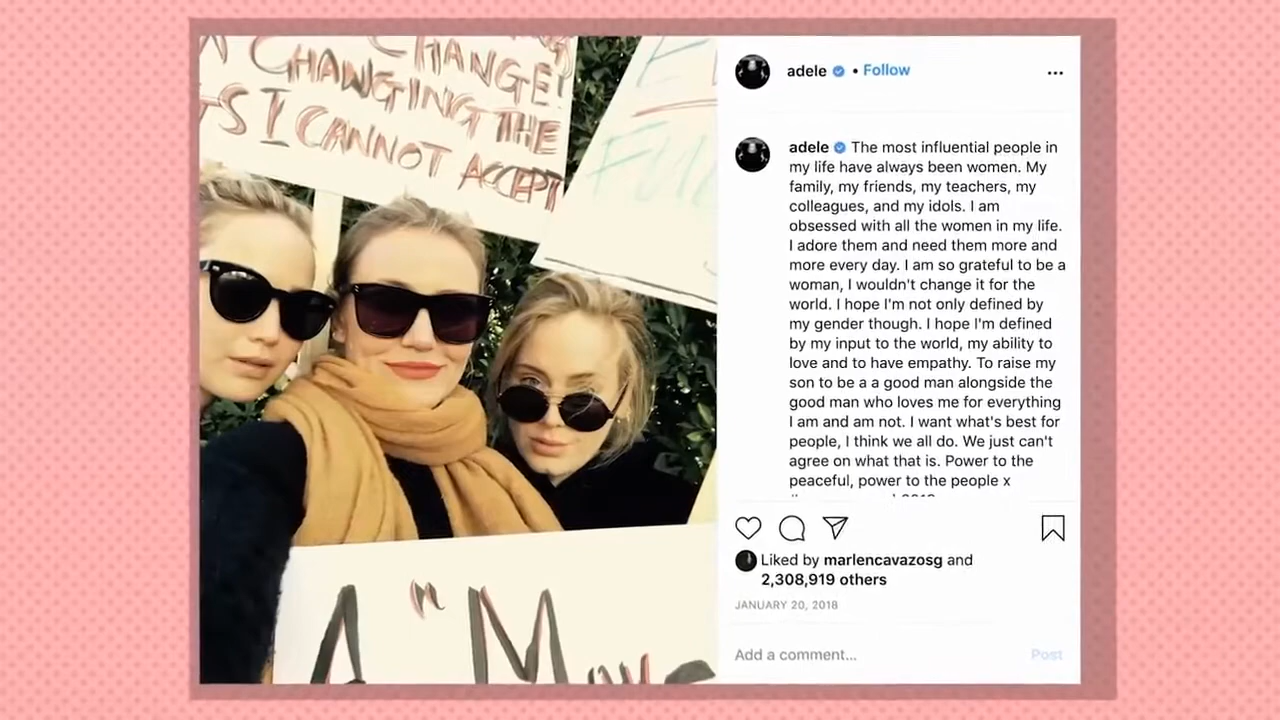 CHANGE!
CHANGING THE
I CANNOT ACCEPT
A "M
adele • Follow
adele The most influential people in
my life have always been women. My
family, my friends, my teachers, my
colleagues, and my idols. I am
obsessed with all the women in my life.
I adore them and need them more and
more every day. I am so grateful to be a
woman, I wouldn't change it for the
world. I hope I'm not only defined by
my gender though. I hope I'm defined
by my input to the world, my ability to
love and to have empathy. To raise my
son to be a a good man alongside the
good man who loves me for everything
I am and am not. I want what's best for
people, I think we all do. We just can't
agree on what that is. Power to the
peaceful, power to the people x
Liked by marlencavazosg and
2,308,919 others
JANUARY 20, 2018
Add a comment...
Post